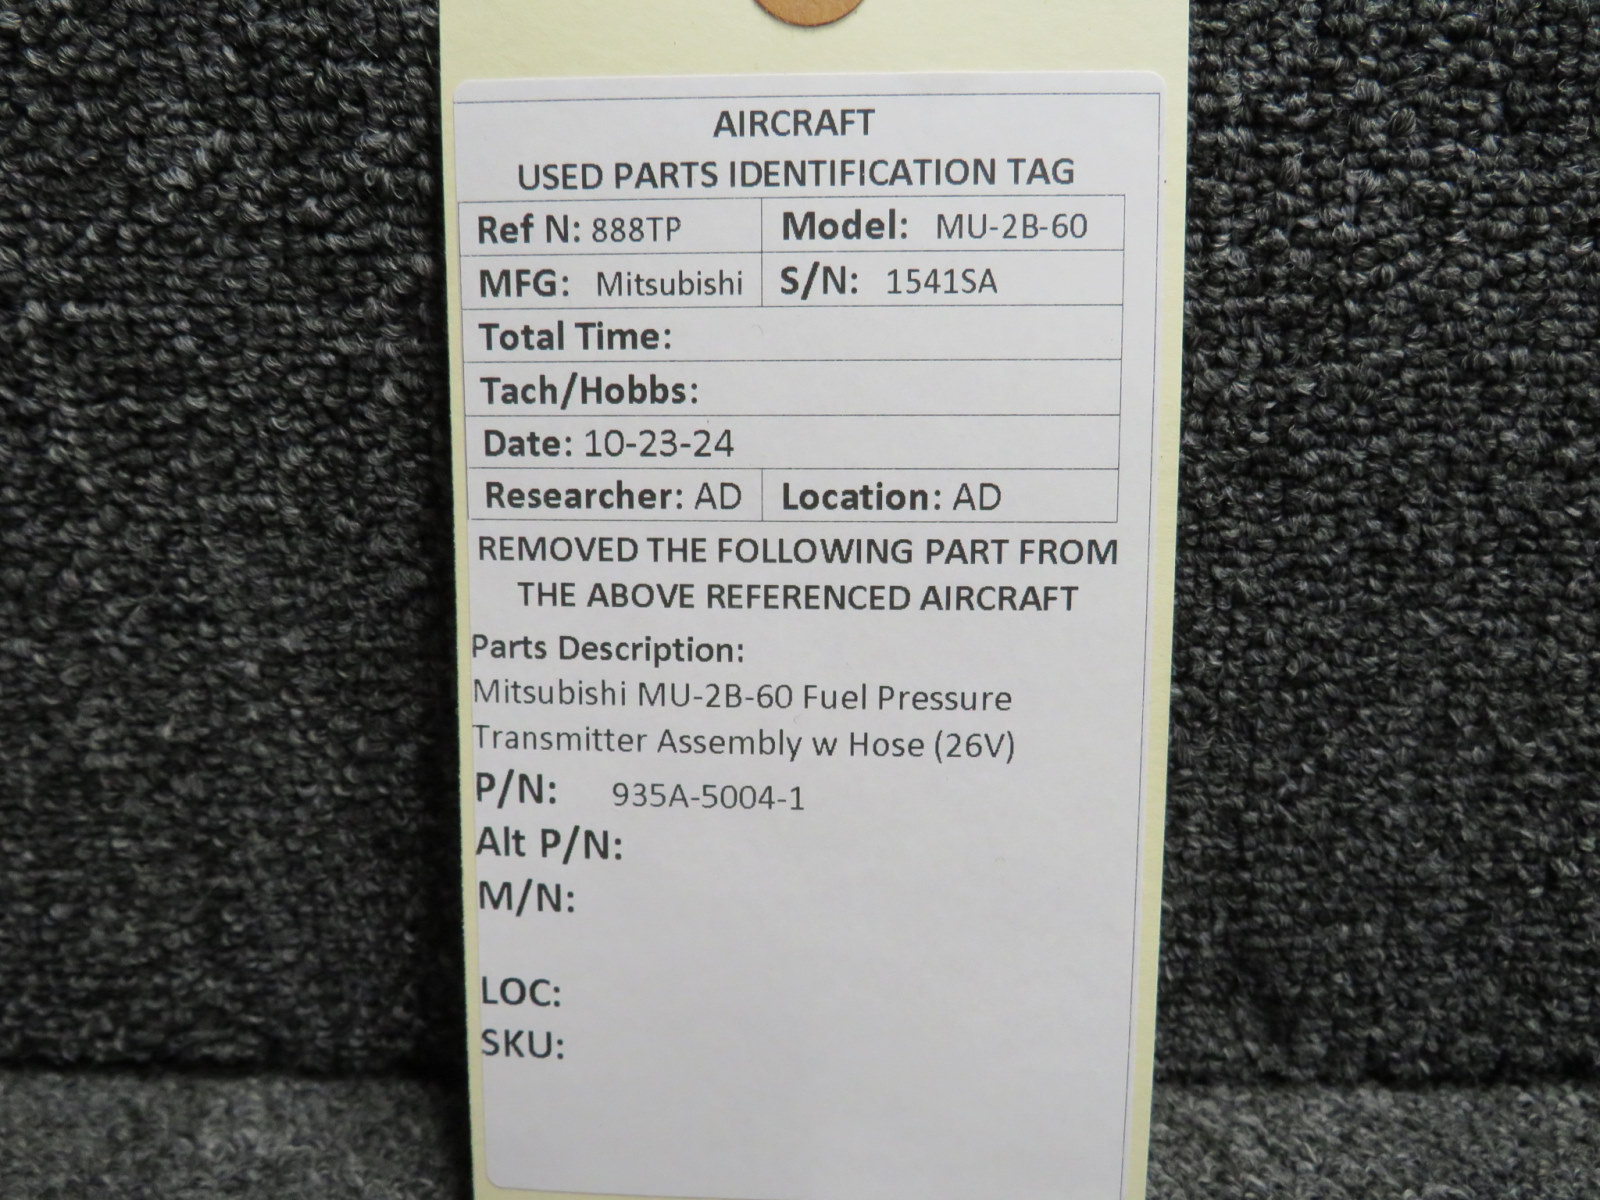 AIRCRAFT
USED PARTS IDENTIFICATION TAG
Ref N: 888TP Model: MU-2B-60
MFG: Mitsubishi S/N: 1541SA
Total Time:
Tach/Hobbs:
Date: 10-23-24
Researcher: AD Location: AD
REMOVED THE FOLLOWING PART FROM
THE ABOVE REFERENCED AIRCRAFT
Parts Description:
Mitsubishi MU-2B-60 Fuel Pressure
Transmitter Assembly w Hose (26V)
P/N: 935A-5004-1
Alt P/N:
M/N:
LOC:
SKU: